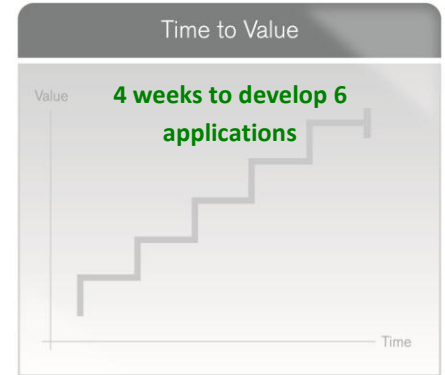 Time to Value
Value
4 weeks to develop 6
applications
Time